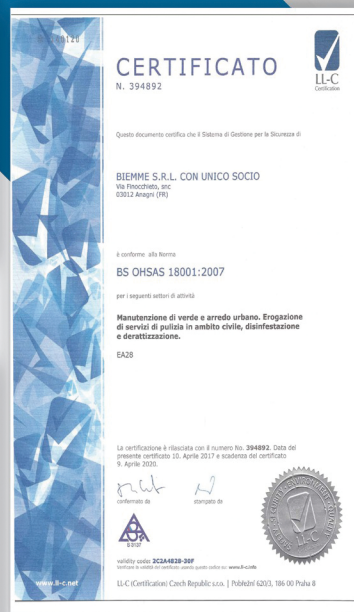 CERTIFICATO
N. 394892
LL-C
Certification
Questo documento certifica che il Sistema di Gestione per la Sicurezza di
BIEMME S.R.L. CON UNICO SOCIO
Via Finocchieto, snc
03012 Anagni (FR)
è conforme alla Norma
BS OHSAS 18001:2007
per i seguenti settori di attività
Manutenzione di verde e arredo urbano. Erogazione
di servizi di pulizia in ambito civile, disinfestazione
e derattizzazione.
EA28
La certificazione è rilasciata con il numero No. 394892. Data del
presente certificato 10. Aprile 2017 e scadenza del certificato
9. Aprile 2020.
confermato da
stampato da
validity code: 2C2A4828-30F
LL-C
www.ll-c.net
LL-C (Certification) Czech Republic s.r.o. | Pobřežní 620/3, 186 00 Praha 8